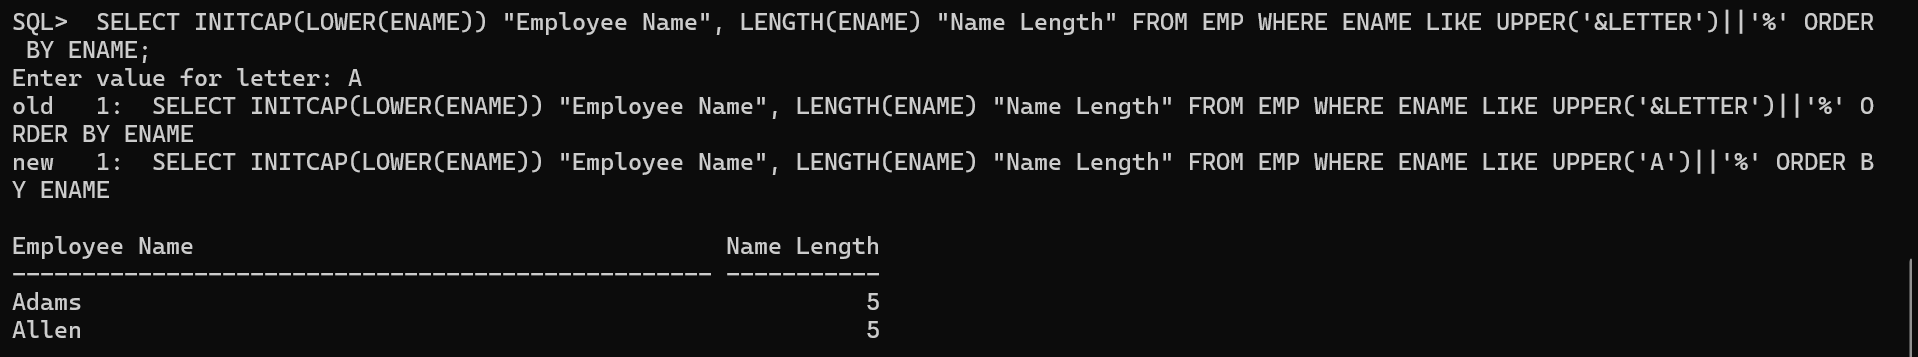 SQL>  SELECT INITCAP(LOWER(ENAME)) "Employee Name", LENGTH(ENAME) "Name Length" FROM EMP WHERE ENAME LIKE UPPER('&LETTER')||'%' ORDER
 BY ENAME;
Enter value for letter: A
old   1:  SELECT INITCAP(LOWER(ENAME)) "Employee Name", LENGTH(ENAME) "Name Length" FROM EMP WHERE ENAME LIKE UPPER('&LETTER')||'%' O
RDER BY ENAME
new   1:  SELECT INITCAP(LOWER(ENAME)) "Employee Name", LENGTH(ENAME) "Name Length" FROM EMP WHERE ENAME LIKE UPPER('A')||'%' ORDER B
Y ENAME
Employee Name                                      Name Length
-------------------------------------------------- -----------
Adams                                                        5
Allen                                                        5